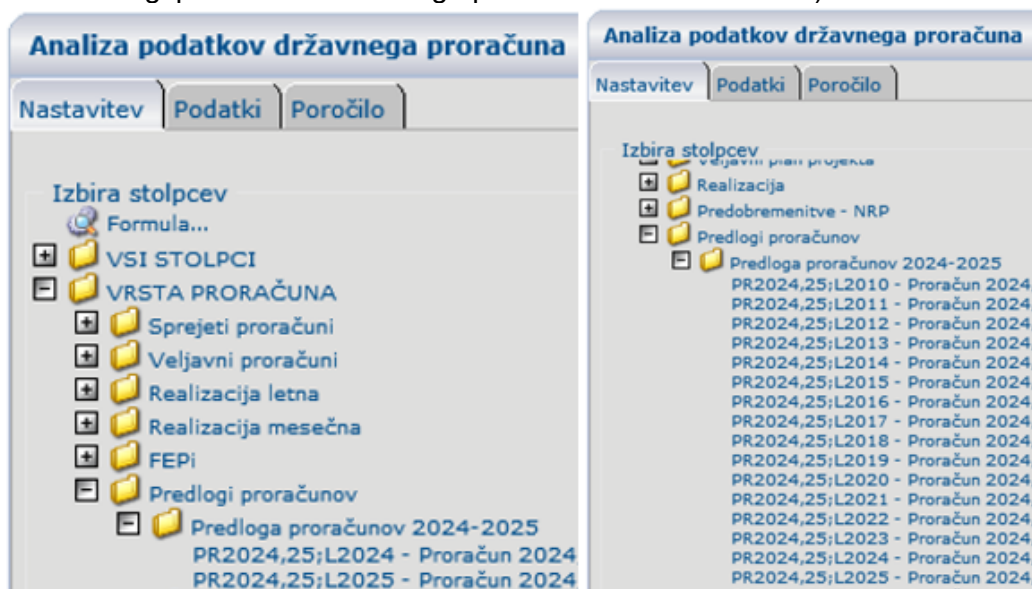 Analiza podatkov državnega proračuna
Nastavitev
Podatki
Poročilo
Izbira stolpcev
Formula...
VSI STOLPCI
VRSTA PRORAČUNA
Sprejeti proračuni
Veljavni proračuni
Realizacija letna
Realizacija mesečna
FEPi
Predlogi proračunov
Predloga proračunov 2024-2025
PR2024,25;L2024 - Proračun 2024
PR2024,25;L2025 - Proračun 2024
Analiza podatkov državnega proračuna
Nastavitev
Podatki
Poročilo
Izbira stolpcev
Veljavni plan projekta
Realizacija
Predobremenitve - NRP
Predlogi proračunov
Predloga proračunov 2024-2025
PR2024,25;L2010 - Proračun 2024,
PR2024,25;L2011 - Proračun 2024,
PR2024,25;L2012 - Proračun 2024,
PR2024,25;L2013 - Proračun 2024,
PR2024,25;L2014 - Proračun 2024,
PR2024,25;L2015 - Proračun 2024,
PR2024,25;L2016 - Proračun 2024,
PR2024,25;L2017 - Proračun 2024,
PR2024,25;L2018 - Proračun 2024,
PR2024,25;L2019 - Proračun 2024,
PR2024,25;L2020 - Proračun 2024,
PR2024,25;L2021 - Proračun 2024,
PR2024,25;L2022 - Proračun 2024,
PR2024,25;L2023 - Proračun 2024,
PR2024,25;L2024 - Proračun 2024,
PR2024,25;L2025 - Proračun 2024,